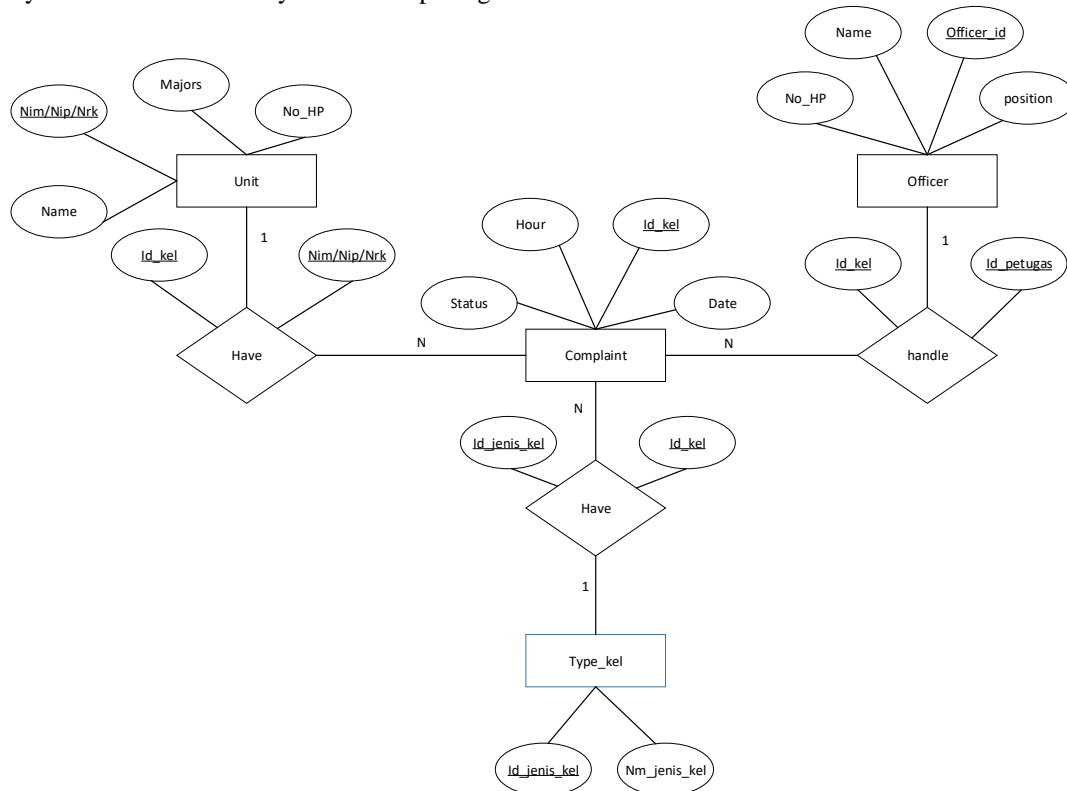 Name
Officer_id
Majors
Nim/Nip/Nrk
No_HP
No_HP
position
Unit
Officer
Name
Hour
Id_kel
1
1
Id_kel
Nim/Nip/Nrk
Id_kel
Id_petugas
Status
Date
Have
N
Complaint
N
handle
N
Id_jenis_kel
Id_kel
Have
1
Type_kel
Id_jenis_kel
Nm_jenis_kel